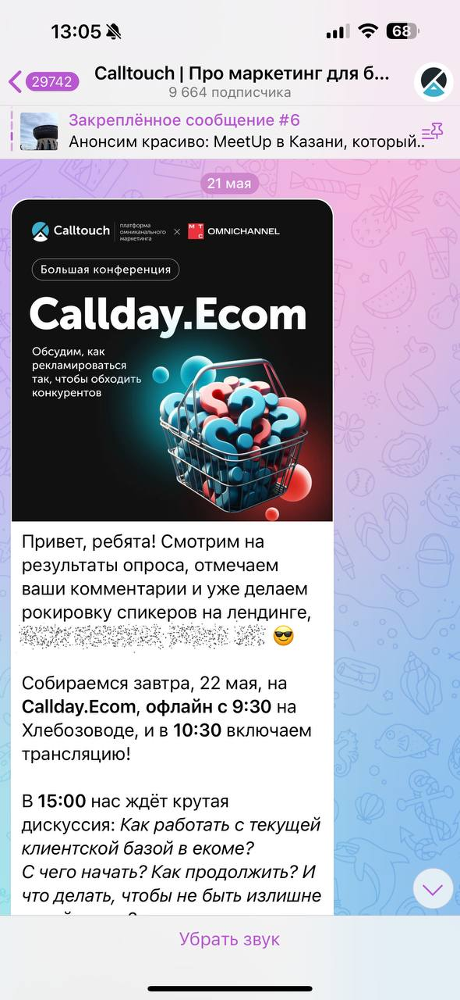 13:05
68
29742
Calltouch | Про маркетинг для б...
9 664 подписчика
Закреплённое сообщение #6
Анонсим красиво: MeetUp в Казани, который..
21 мая
Calltouch
платформа
омниканального
маркетинга
×
МТС
OMNICHANNEL
Большая конференция
Callday.Ecom
Обсудим, как
рекламироваться
так, чтобы обходить
конкурентов
Привет, ребята! Смотрим на
результаты опроса, отмечаем
ваши комментарии и уже делаем
рокировку спикеров на лендинге,
😎
Собираемся завтра, 22 мая, на
Callday.Ecom, офлайн с 9:30 на
Хлебозоводе, и в 10:30 включаем
трансляцию!
В 15:00 нас ждёт крутая
дискуссия: Как работать с текущей
клиентской базой в екоме?
С чего начать? Как продолжить? И
что делать, чтобы не быть излишне
Убрать звук